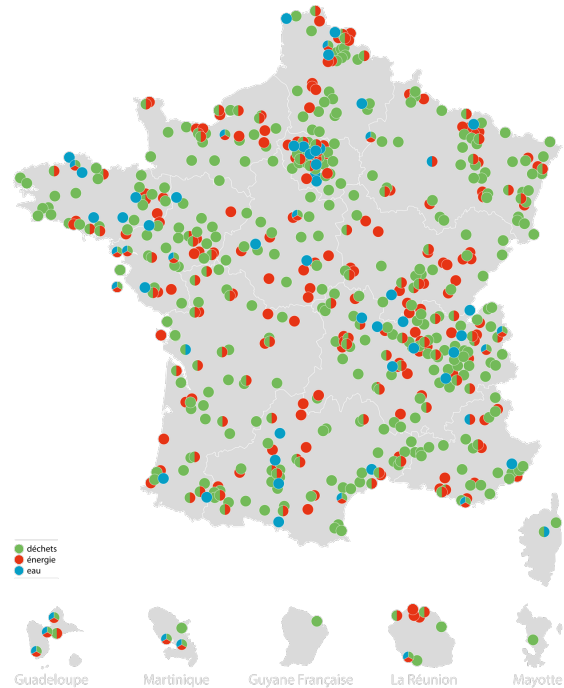 déchets
énergie
eau
Guadeloupe
Martinique
Guyane Française
La Réunion
Mayotte